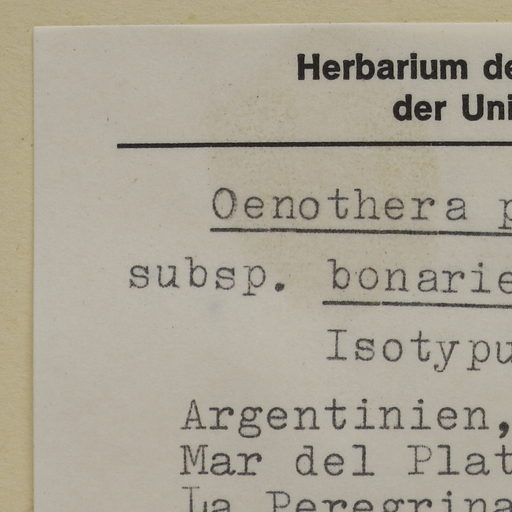 Herbarium de
der Uni
Oenothera p
subsp. bonarie
Isotypu
Argentinien,
Mar del Plat
La Peregrina